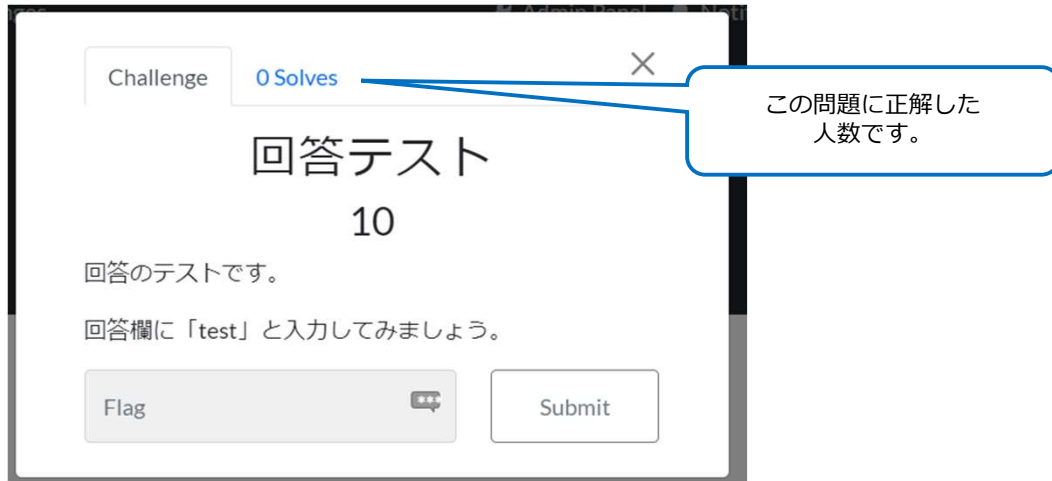 Admin Panel
Challenge
0 Solves
この問題に正解した
人数です。
回答テスト
10
回答のテストです。
回答欄に「test」と入力してみましょう。
Flag
Submit